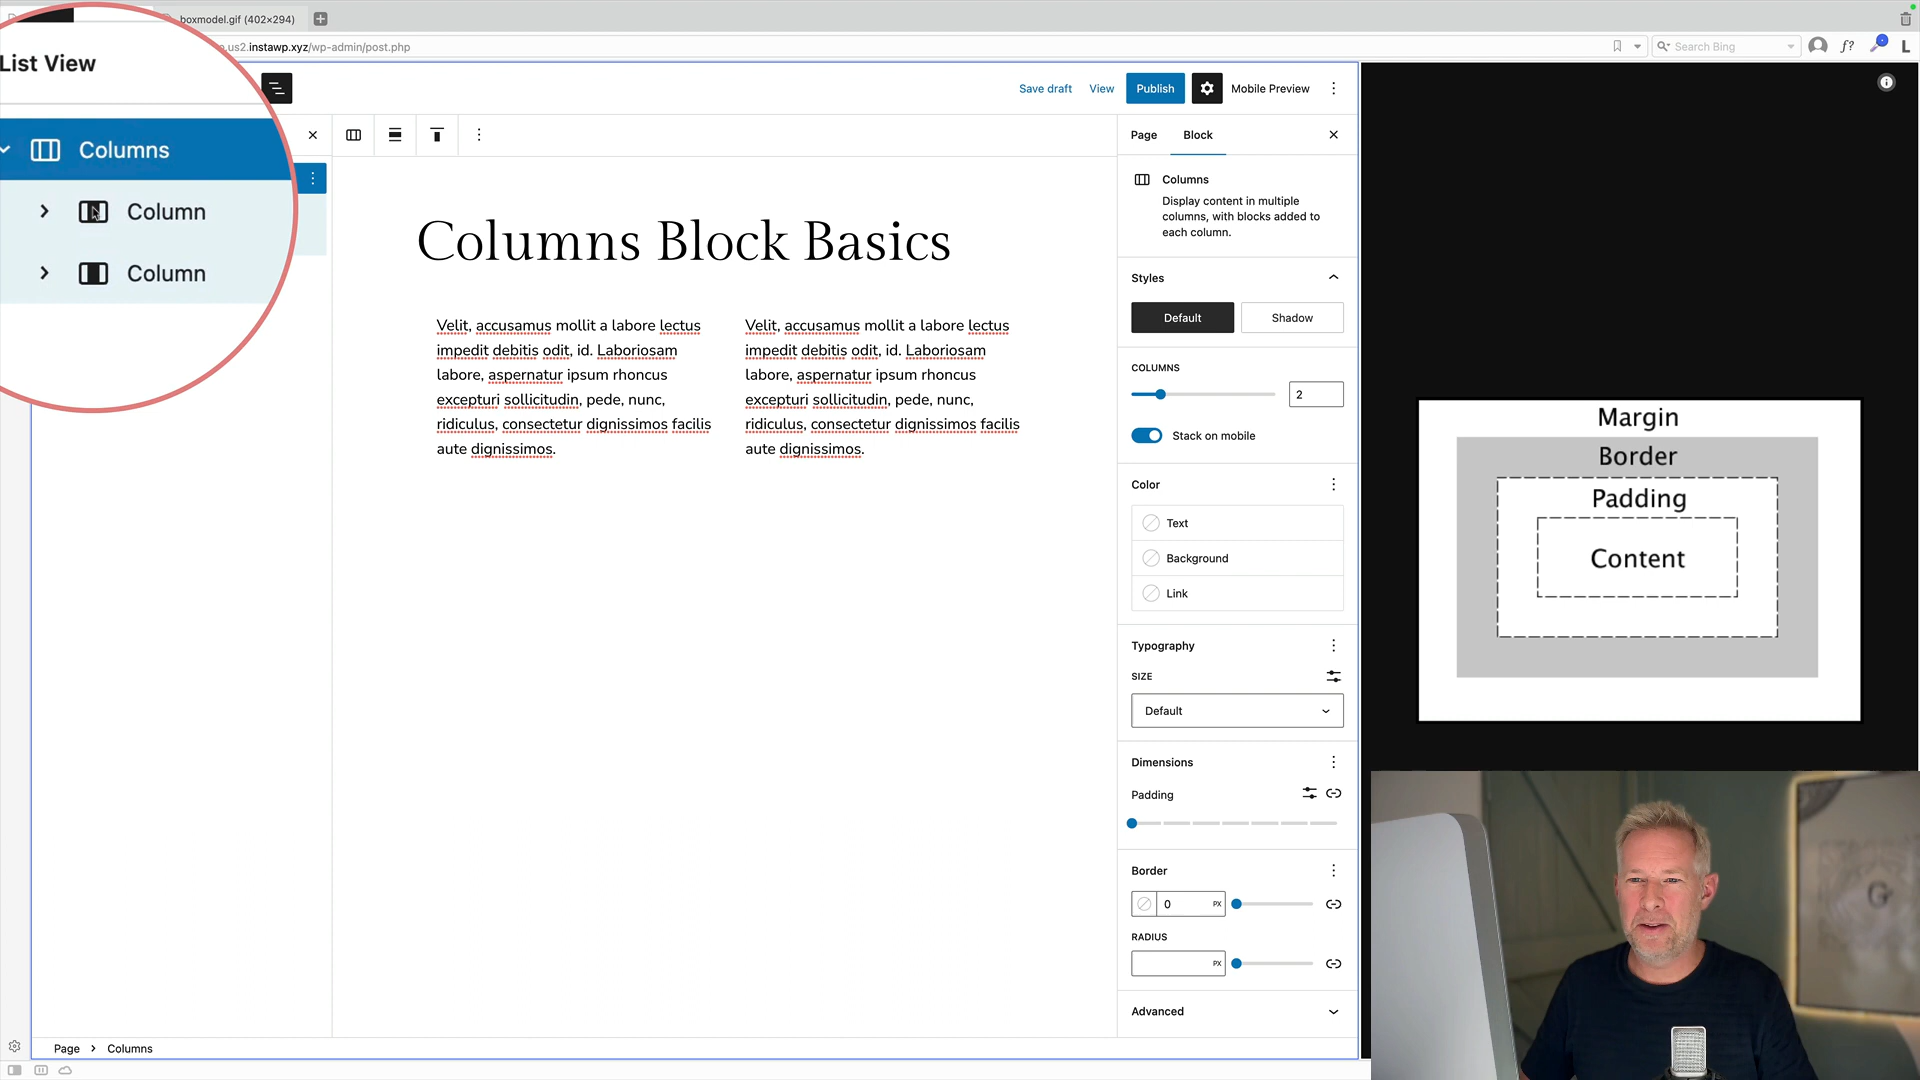 boxmodel.gif (402×294)
.us2.instawp.xyz/wp-admin/post.php
Search Bing
f?
L
List View
Columns
Column
Column
Save draft
View
Publish
Mobile Preview
Page
Block
Columns
Display content in multiple
columns, with blocks added to
each column.
Styles
Default
Shadow
COLUMNS
2
Stack on mobile
Color
Text
Background
Link
Typography
SIZE
Default
Dimensions
Padding
Border
0
PX
RADIUS
PX
Advanced
Columns Block Basics
Velit, accusamus mollit a labore lectus
impedit debitis odit, id. Laboriosam
labore, aspernatur ipsum rhoncus
excepturi sollicitudin, pede, nunc,
ridiculus, consectetur dignissimos facilis
aute dignissimos.
Velit, accusamus mollit a labore lectus
impedit debitis odit, id. Laboriosam
labore, aspernatur ipsum rhoncus
excepturi sollicitudin, pede, nunc,
ridiculus, consectetur dignissimos facilis
aute dignissimos.
Page
Columns
Margin
Border
Padding
Content
G